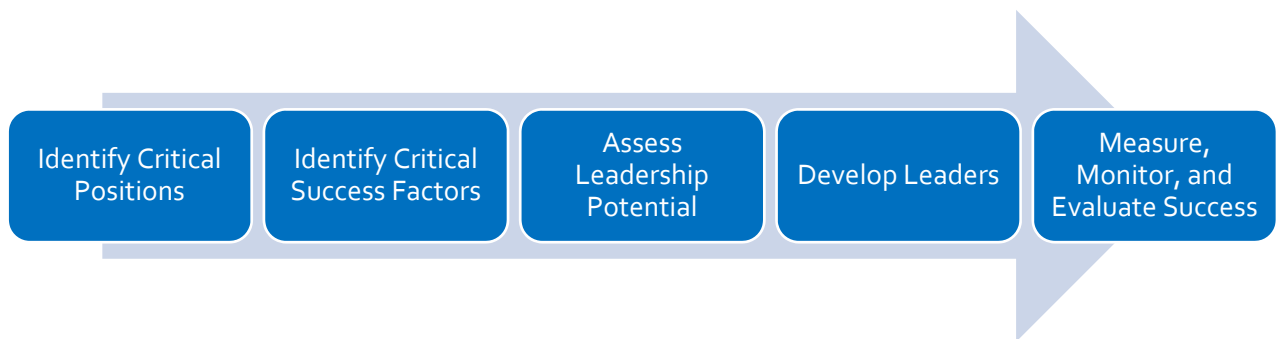 Identify Critical
Positions
Identify Critical
Success Factors
Assess
Leadership
Potential
Develop Leaders
Measure,
Monitor, and
Evaluate Success